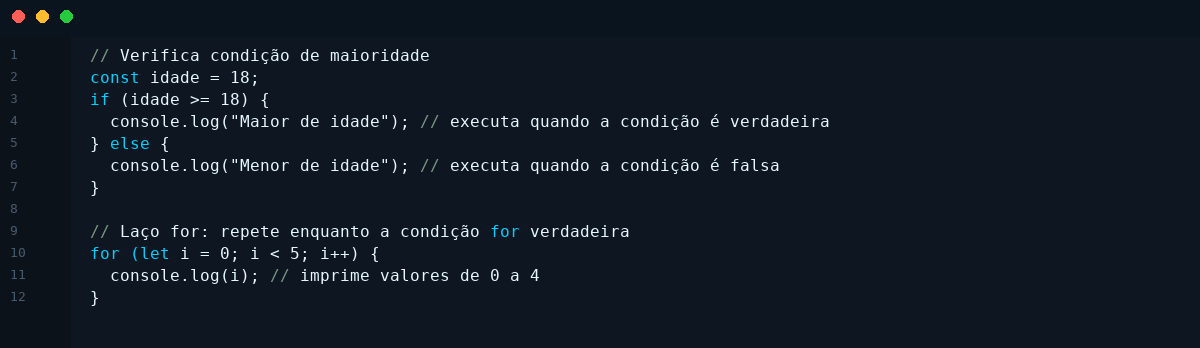 1 // Verifica condição de maioridade
2 const idade = 18;
3 if (idade >= 18) {
4   console.log("Maior de idade"); // executa quando a condição é verdadeira
5 } else {
6   console.log("Menor de idade"); // executa quando a condição é falsa
7 }
8
9 // Laço for: repete enquanto a condição for verdadeira
10 for (let i = 0; i < 5; i++) {
11   console.log(i); // imprime valores de 0 a 4
12 }